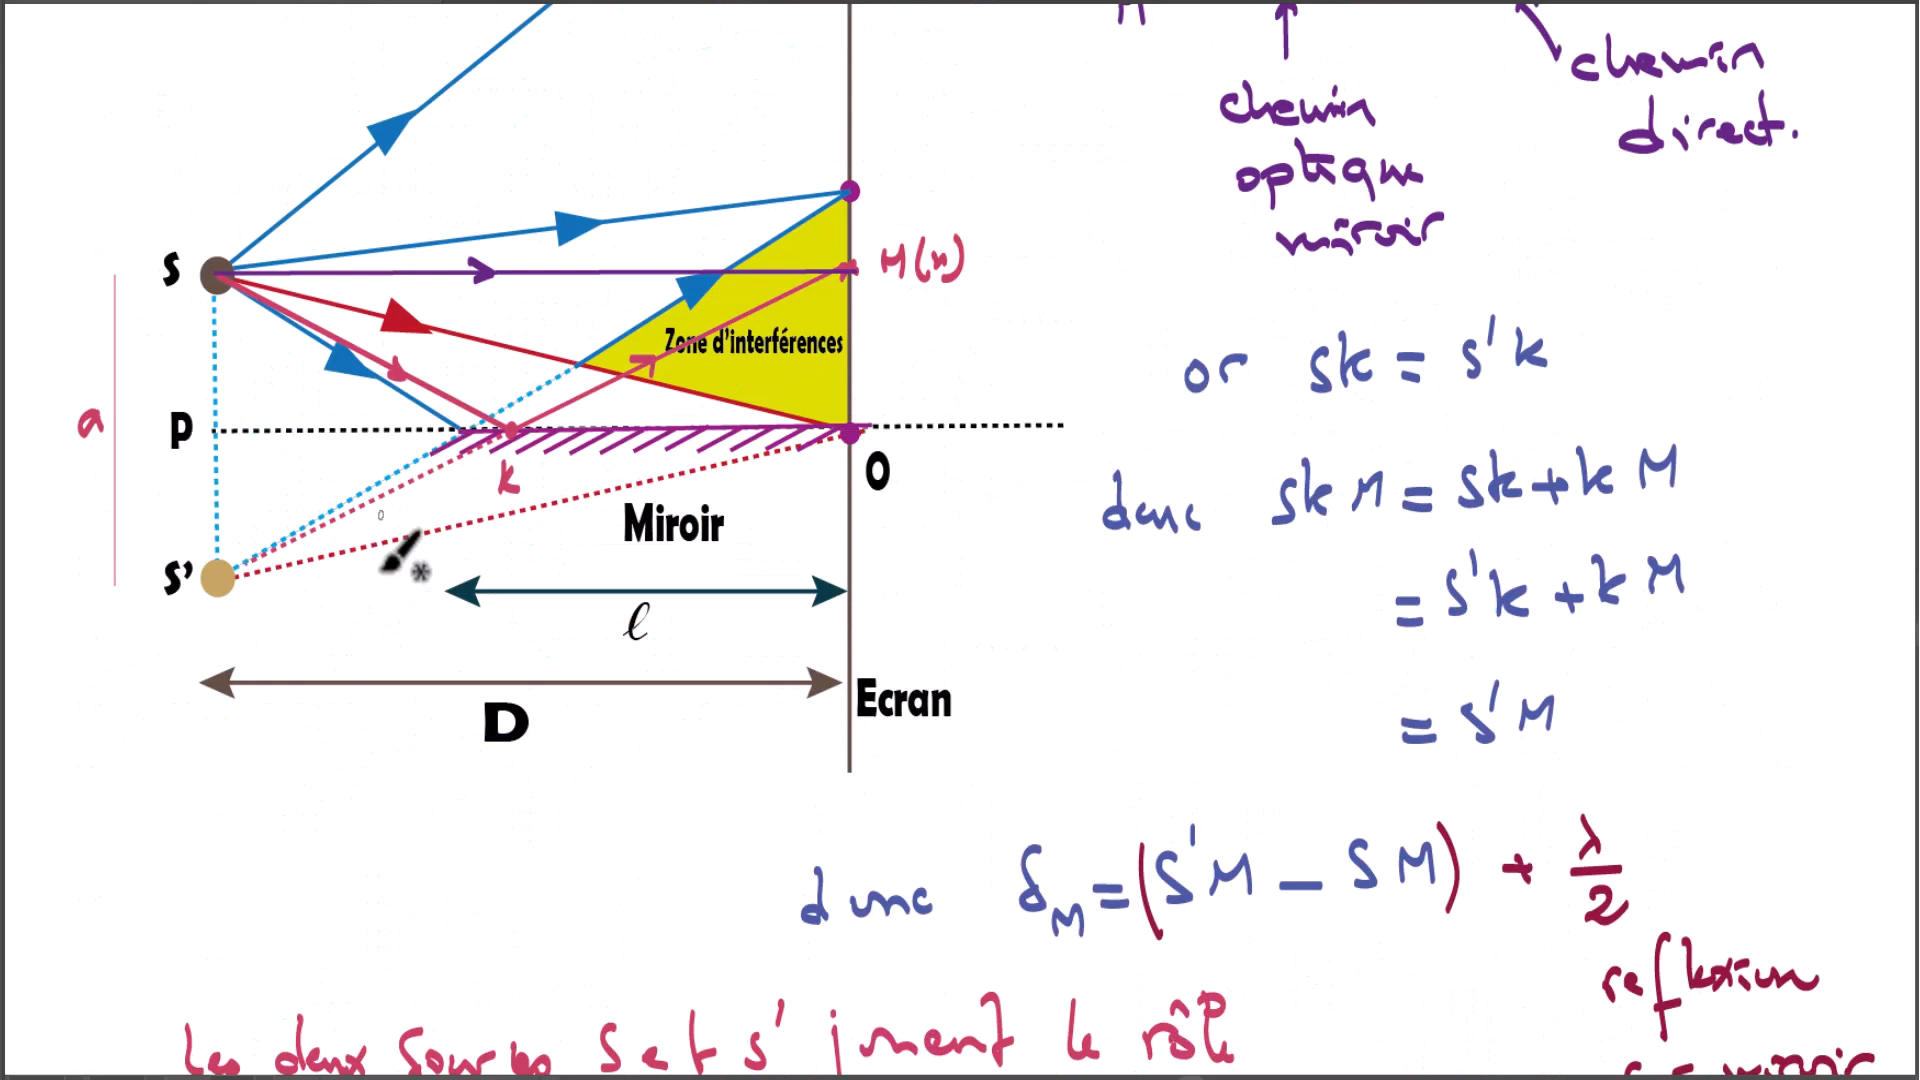 chemin
direct.
chemin
optique
miroir
S
M(x)
Zone d'interférences
a
P
k
O
Miroir
S'
ℓ
D
Ecran
or Sk = S'k
donc SkM = Sk + kM
= S'k + kM
= S'M
donc δM = (S'M - SM) + λ/2
reflexion
Les deux sources S et S' jouent le rôle
miroir